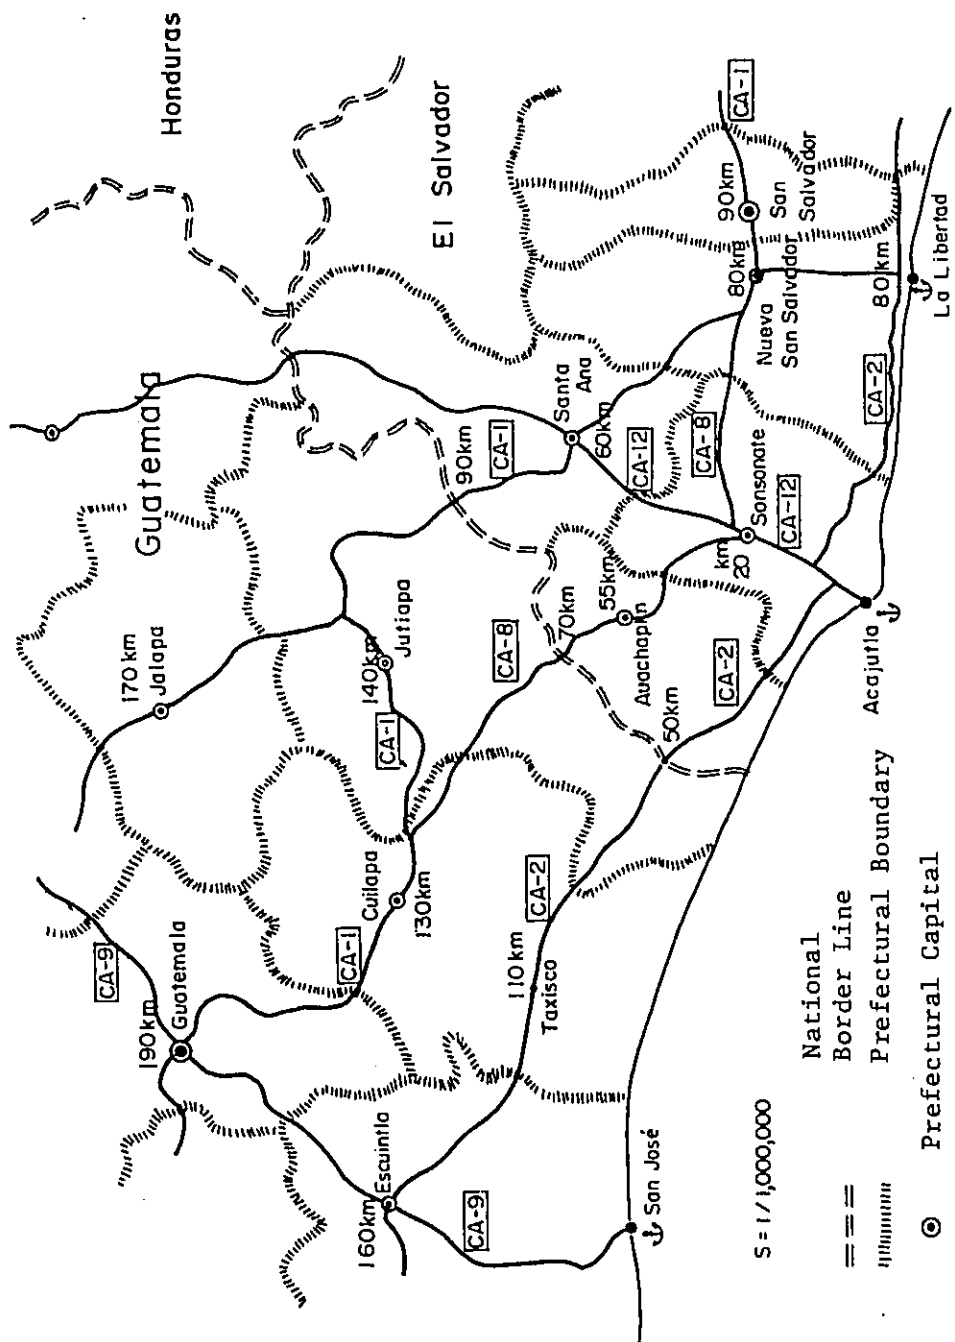 Honduras
Guatemala
El Salvador
170 km
Jalapa
CA-9
190km
Guatemala
Cuilapa
130km
CA-1
CA-1
140km
Jutiapa
90km
CA-1
CA-8
70km
55km
Auachapin
Santa
Ana
60km
CA-12
CA-8
90km
San
Salvador
CA-1
80km
Nueva
San Salvador
km
20
Sonsonate
CA-12
CA-2
80km
La Libertad
Escuintla
160km
CA-9
110km
Taxisco
CA-2
50km
CA-2
Acajutla
San José
S = 1 / 1,000,000
National
Border Line
Prefectural Boundary
Prefectural Capital